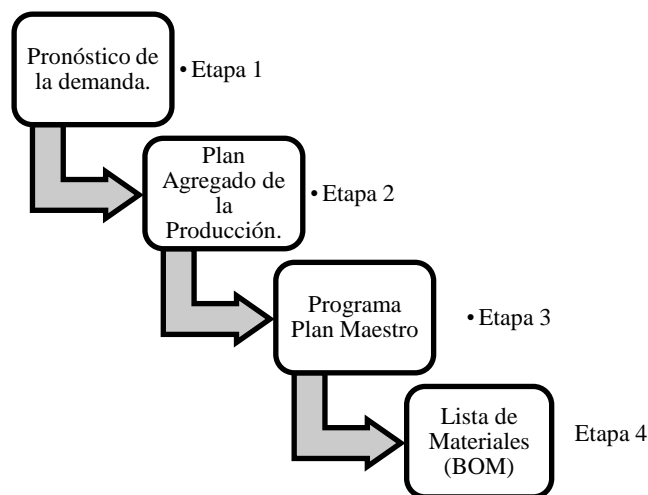 Pronóstico de
la demanda.
• Etapa 1
Plan
Agregado de
la
Producción.
• Etapa 2
Programa
Plan Maestro
• Etapa 3
Lista de
Materiales
(BOM)
Etapa 4